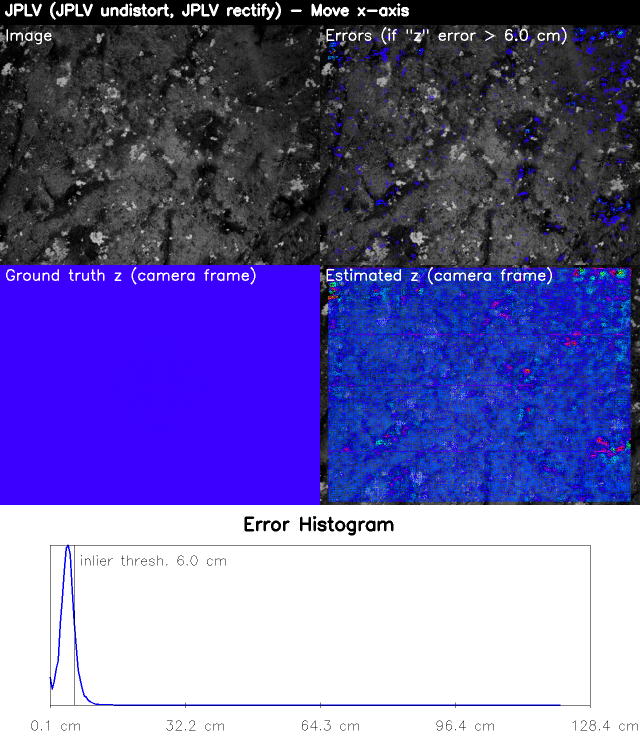 JPLV (JPLV undistort, JPLV rectify) – Move x-axis
Image
Errors (if "z" error > 6.0 cm)
Ground truth z (camera frame)
Estimated z (camera frame)
Error Histogram
inlier thresh. 6.0 cm
0.1 cm 32.2 cm 64.3 cm 96.4 cm 128.4 cm